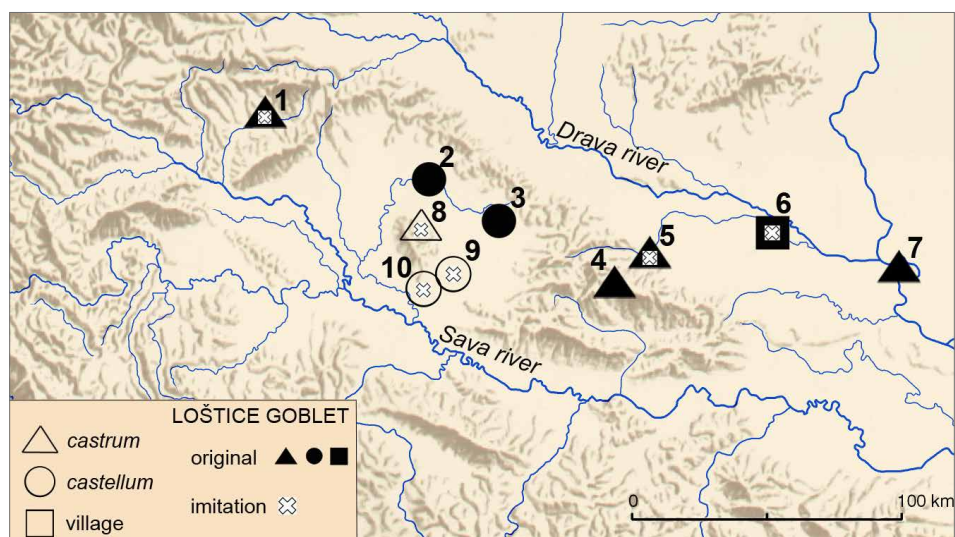 1
2
Drava river
3
8
6
9
5
7
10
4
Sava river
LOŠTICE GOBLET
castrum
original
castellum
imitation
village
0
100 km